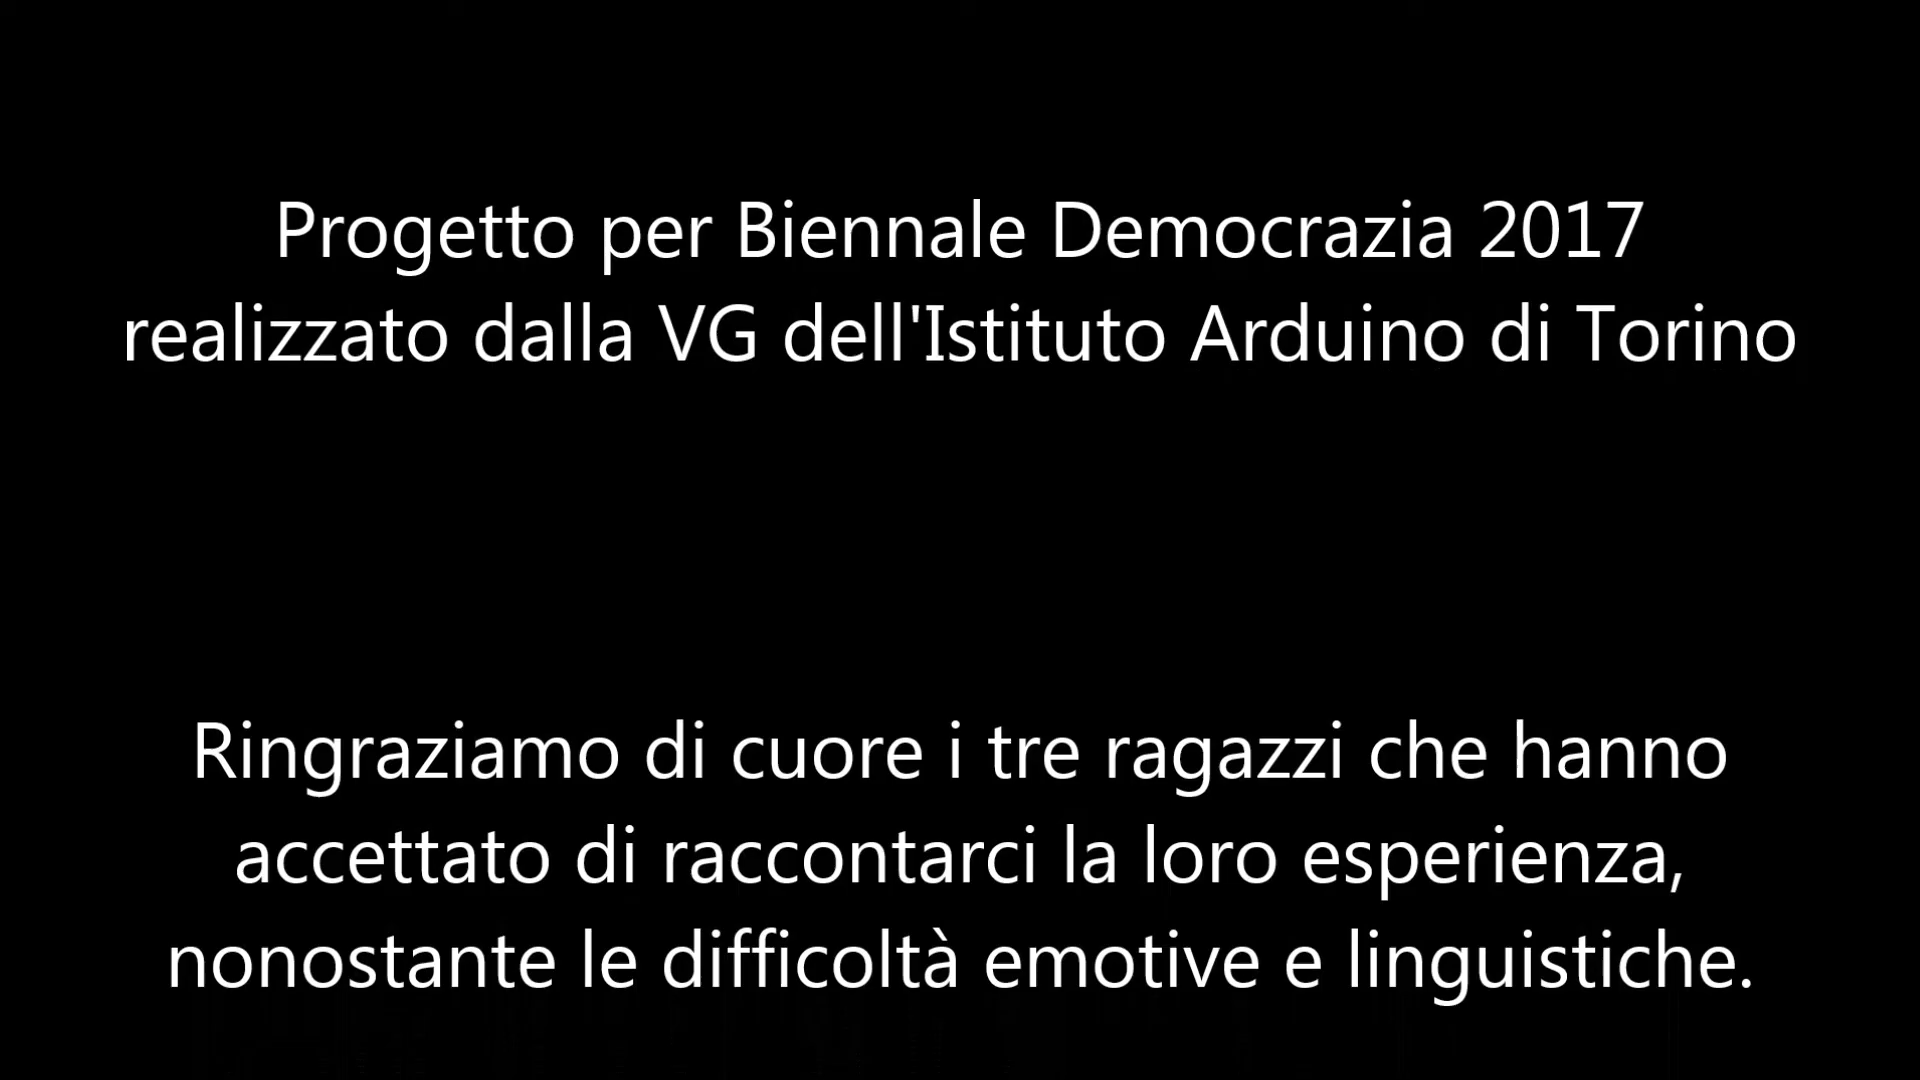 Progetto per Biennale Democrazia 2017
realizzato dalla VG dell'Istituto Arduino di Torino
Ringraziamo di cuore i tre ragazzi che hanno
accettato di raccontarci la loro esperienza,
nonostante le difficoltà emotive e linguistiche.